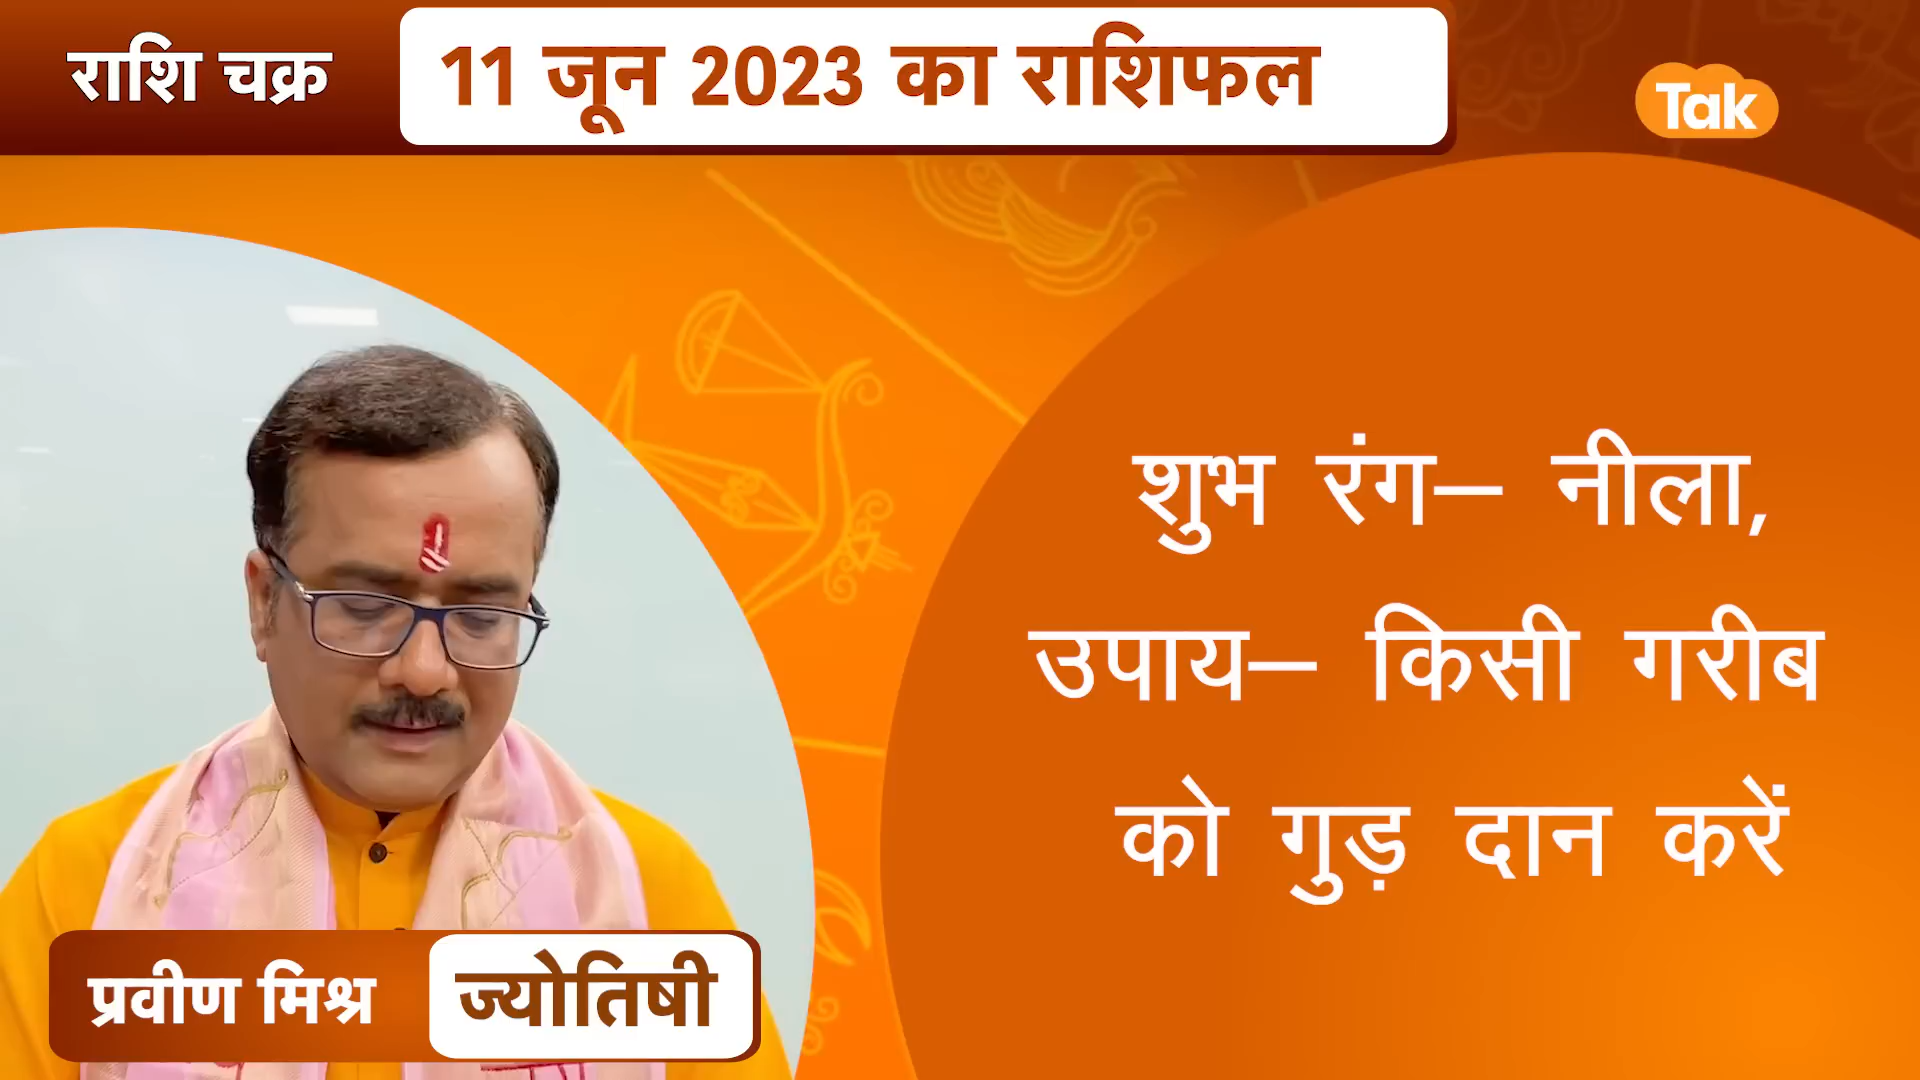 राशि चक्र
11 जून 2023 का राशिफल
Tak
शुभ रंग– नीला,
उपाय– किसी गरीब
को गुड़ दान करें
प्रवीण मिश्र
ज्योतिषी